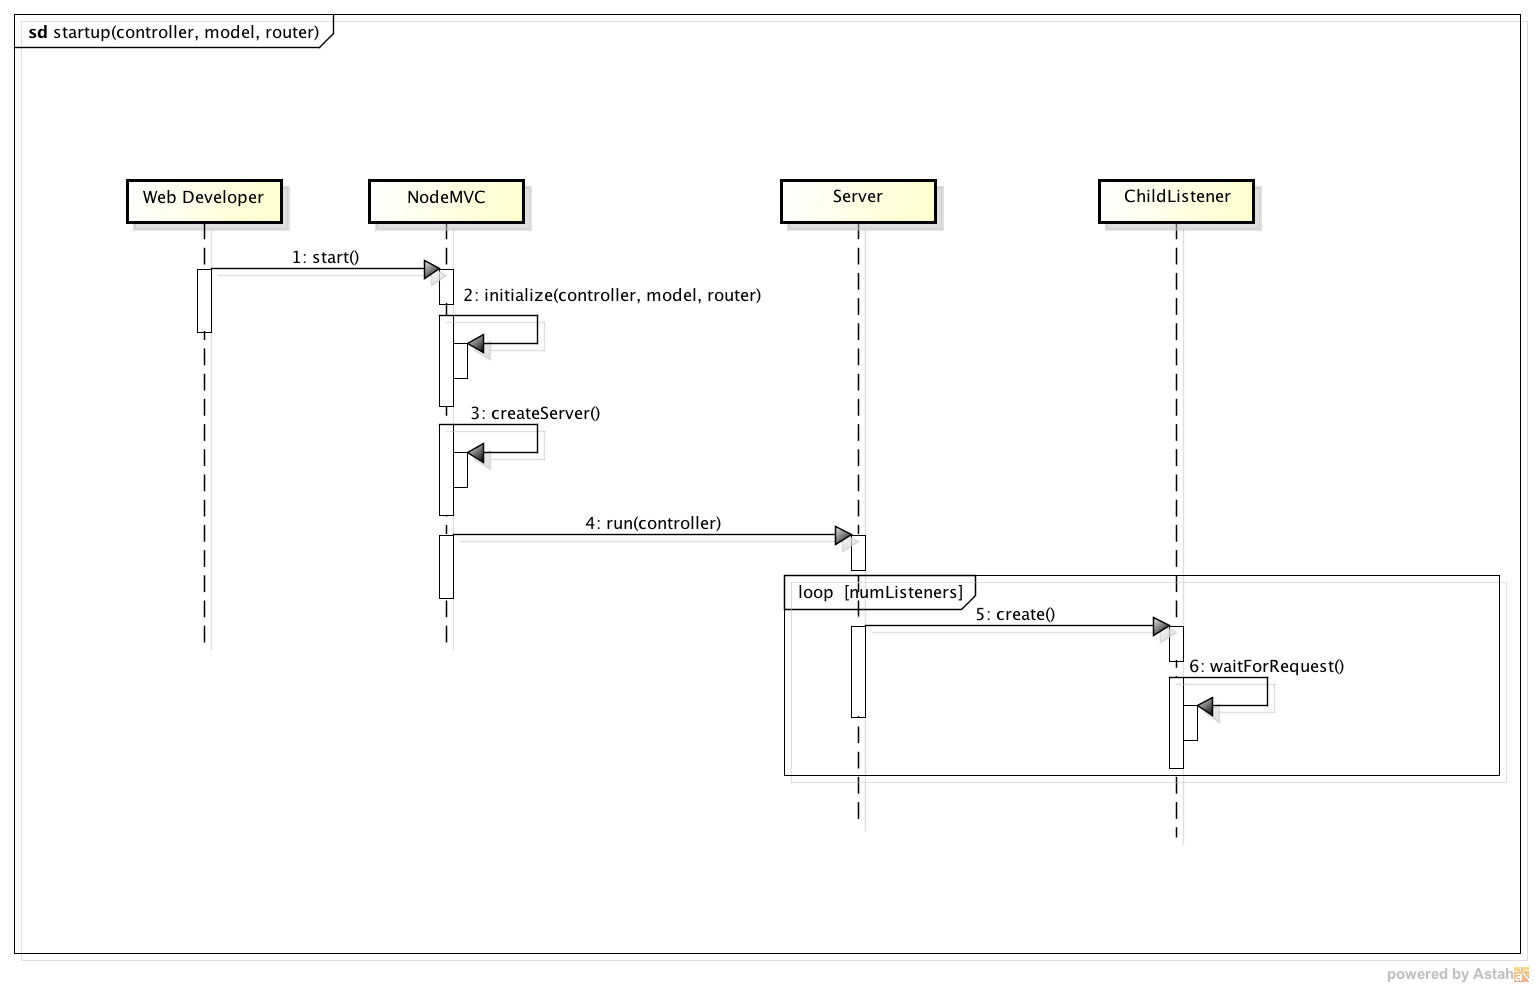 sd startup(controller, model, router)
Web Developer
NodeMVC
Server
ChildListener
1: start()
2: initialize(controller, model, router)
3: createServer()
4: run(controller)
loop [numListeners]
5: create()
6: waitForRequest()
powered by Astah